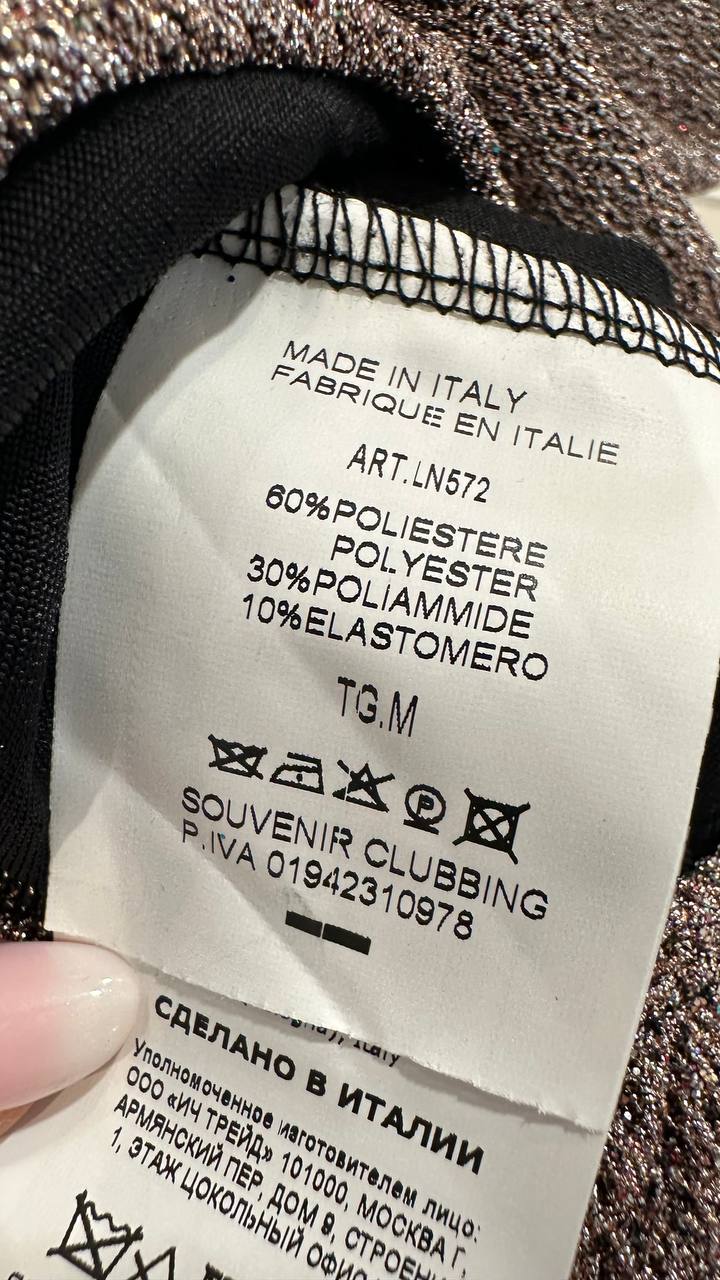 MADE IN ITALY
FABRIQUE EN ITALIE
ART.LN572
60%POLIESTERE
POLYESTER
30%POLIAMMIDE
10%ELASTOMERO
TG.M
P
SOUVENIR CLUBBING
P.IVA 01942310978
Italy
СДЕЛАНО В ИТАЛИИ
Уполномоченное изготовителем лицо:
ООО «ИЧ ТРЕЙД» 101000, МОСКВА Г,
АРМЯНСКИЙ ПЕР, ДОМ 9, СТРОЕНИ
1, ЭТАЖ ЦОКОЛЬНЫЙ ОФИ